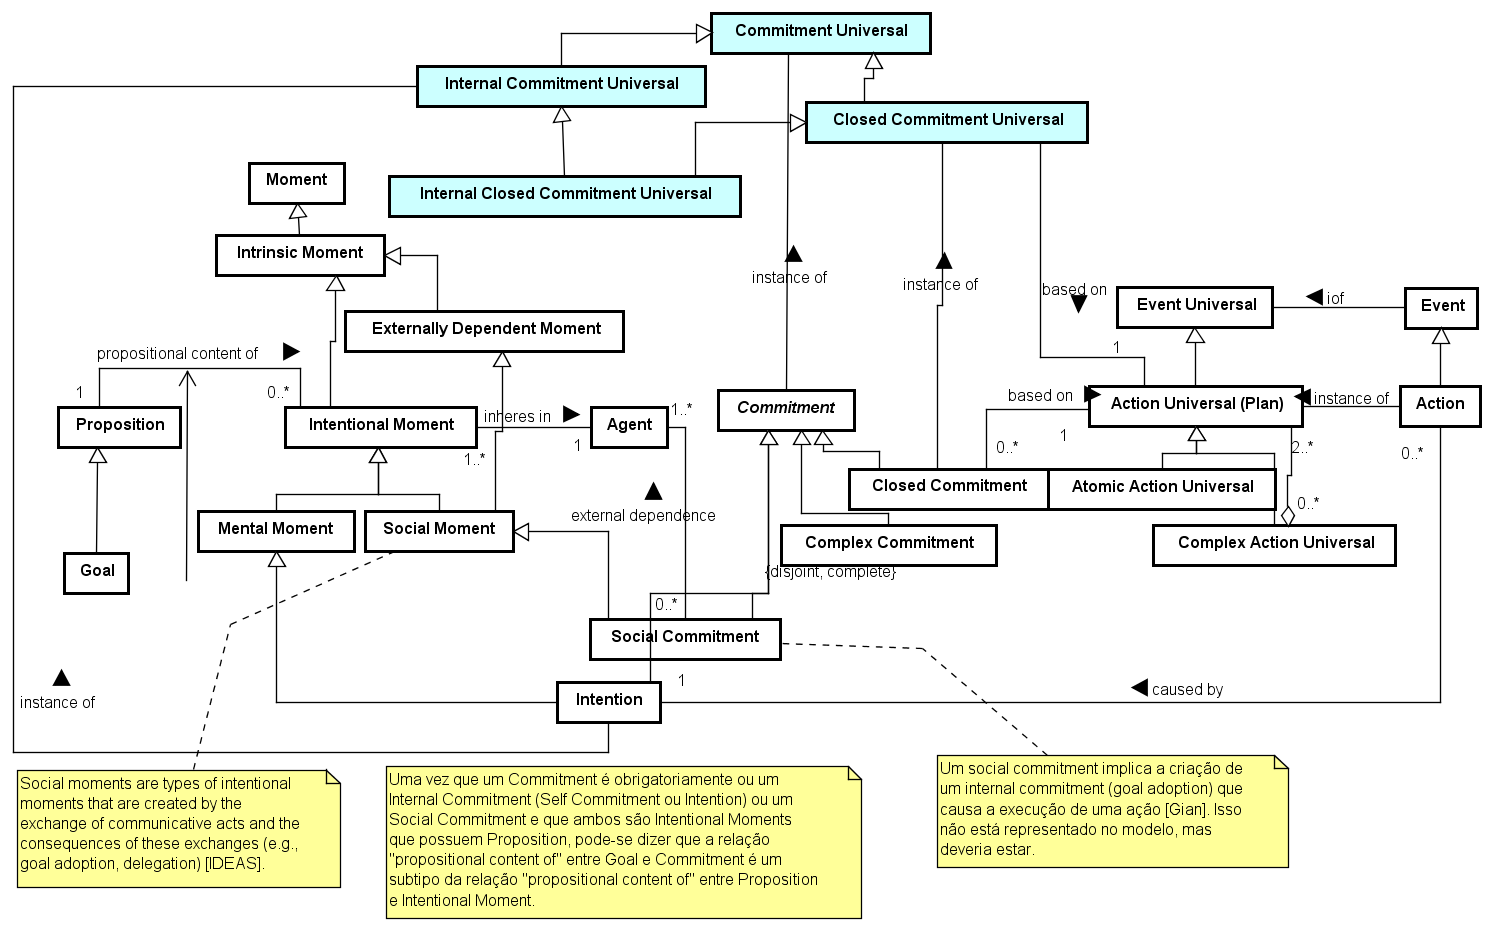 Commitment Universal
Internal Commitment Universal
Closed Commitment Universal
Moment
Internal Closed Commitment Universal
Intrinsic Moment
instance of
instance of
based on
Event Universal
iof
Event
Externally Dependent Moment
propositional content of
1
1
0..*
based on
Action Universal (Plan)
instance of
Action
Commitment
Proposition
Intentional Moment
inheres in
Agent
1..*
1
1..*
0..*
1
2..*
0..*
Closed Commitment
Atomic Action Universal
0..*
Mental Moment
Social Moment
external dependence
Complex Commitment
Complex Action Universal
Goal
{disjoint, complete}
0..*
Social Commitment
1
instance of
Intention
caused by
Social moments are types of intentional
moments that are created by the
exchange of communicative acts and the
consequences of these exchanges (e.g.,
goal adoption, delegation) [IDEAS].
Uma vez que um Commitment é obrigatoriamente ou um
Internal Commitment (Self Commitment ou Intention) ou um
Social Commitment e que ambos são Intentional Moments
que possuem Proposition, pode-se dizer que a relação
"propositional content of" entre Goal e Commitment é um
subtipo da relação "propositional content of" entre Proposition
e Intentional Moment.
Um social commitment implica a criação de
um internal commitment (goal adoption) que
causa a execução de uma ação [Gian]. Isso
não está representado no modelo, mas
deveria estar.